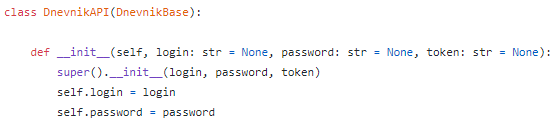 class DnevnikAPI(DnevnikBase):
    def __init__(self, login: str = None, password: str = None, token: str = None):
        super().__init__(login, password, token)
        self.login = login
        self.password = password